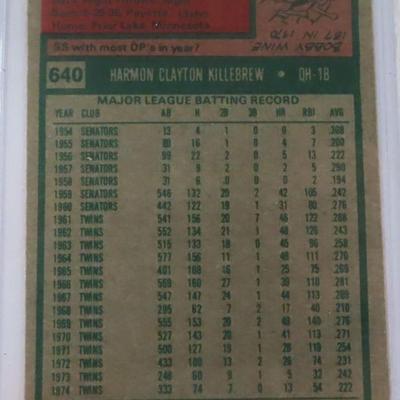 Home: Prior Lake, Minnesota
SS with most DP's in year?
BOBBY WINE
137 IN 1970
640 HARMON CLAYTON KILLEBREW • DH-1B
MAJOR LEAGUE BATTING RECORD
YEAR CLUB AB H 2B 3B HR RBI AVG
1954 SENATORS 13 4 1 0 0 3 .308
1955 SENATORS 80 16 1 0 4 7 .200
1956 SENATORS 99 22 2 0 5 13 .222
1957 SENATORS 31 9 2 0 2 5 .290
1958 SENATORS 31 6 0 0 0 2 .194
1959 SENATORS 546 132 20 2 42 105 .242
1960 SENATORS 442 122 19 1 31 80 .276
1961 TWINS 541 156 20 7 46 122 .288
1962 TWINS 552 134 21 1 48 126 .243
1963 TWINS 515 133 18 0 45 96 .258
1964 TWINS 577 156 11 1 49 111 .270
1965 TWINS 401 108 16 1 25 75 .269
1966 TWINS 569 160 27 1 39 110 .281
1967 TWINS 547 147 24 1 44 113 .269
1968 TWINS 295 62 7 2 17 40 .210
1969 TWINS 555 153 20 2 49 140 .276
1970 TWINS 527 143 20 1 41 113 .271
1971 TWINS 500 127 19 1 28 119 .254
1972 TWINS 433 100 13 2 26 74 .231
1973 TWINS 248 60 9 1 5 32 .242
1974 TWINS 333 74 7 0 13 54 .222